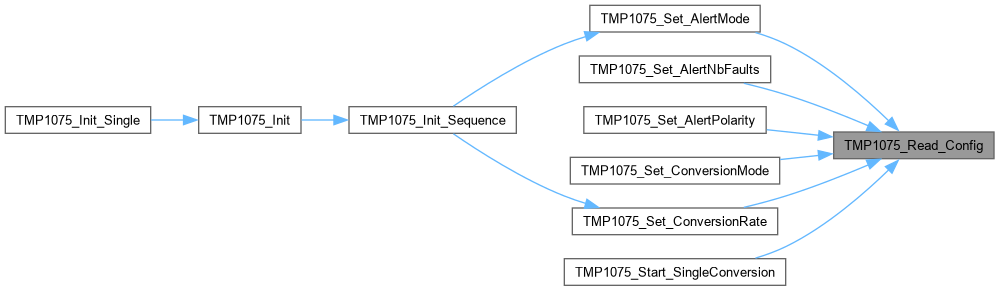 TMP1075_Set_AlertMode
TMP1075_Set_AlertNbFaults
TMP1075_Init_Single
TMP1075_Init
TMP1075_Init_Sequence
TMP1075_Set_AlertPolarity
TMP1075_Read_Config
TMP1075_Set_ConversionMode
TMP1075_Set_ConversionRate
TMP1075_Start_SingleConversion